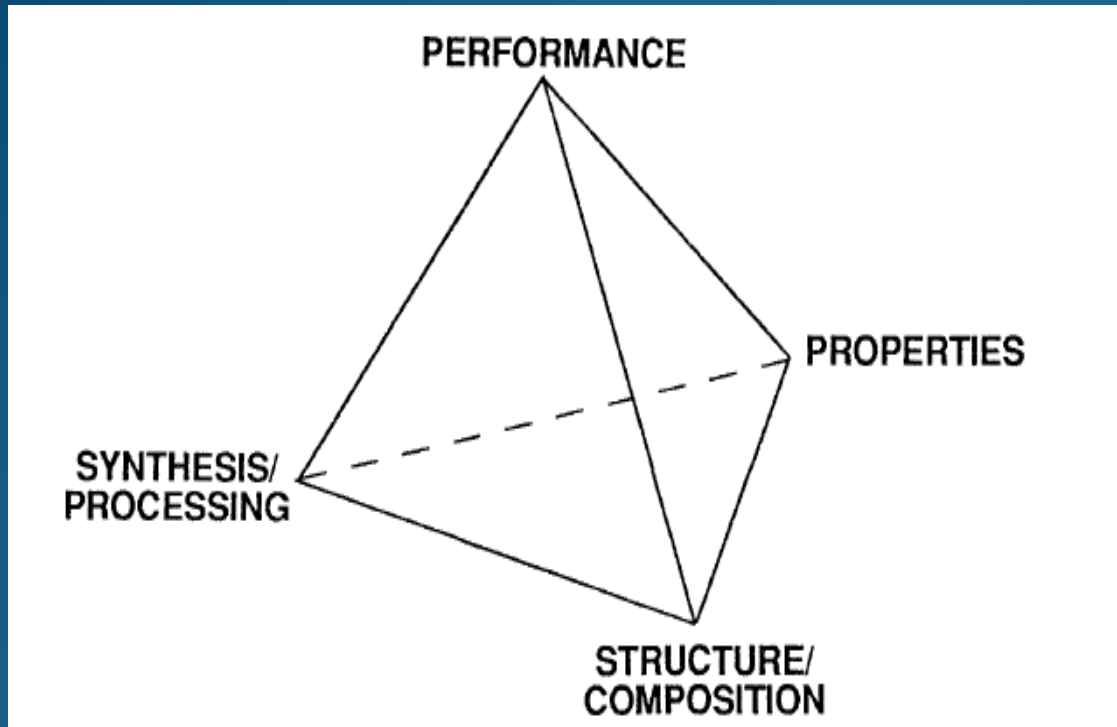 PERFORMANCE
PROPERTIES
SYNTHESIS/
PROCESSING
STRUCTURE/
COMPOSITION